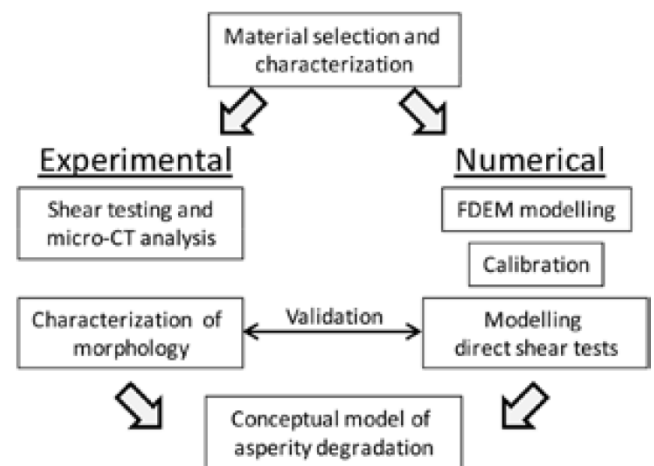 Material selection and
characterization
Experimental
Numerical
Shear testing and
micro-CT analysis
FDEM modelling
Calibration
Characterization of
morphology
Validation
Modelling
direct shear tests
Conceptual model of
asperity degradation